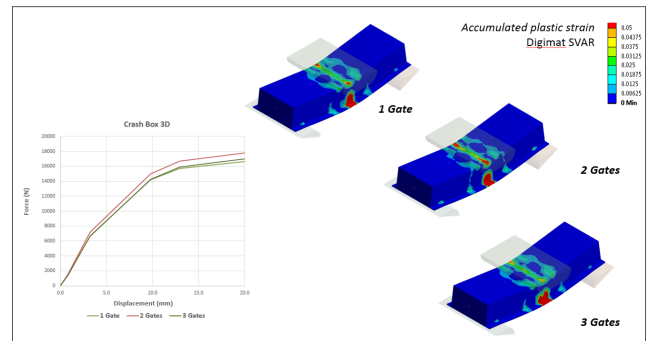 Accumulated plastic strain
Digimat SVAR
0.05
0.04375
0.0375
0.03125
0.025
0.01875
0.0125
0.00625
0 Min
1 Gate
2 Gates
3 Gates
Crash Box 3D
20000
18000
16000
14000
12000
10000
8000
6000
4000
2000
0
Force (N)
0.0
5.0
10.0
15.0
20.0
Displacement (mm)
1 Gate
2 Gates
3 Gates